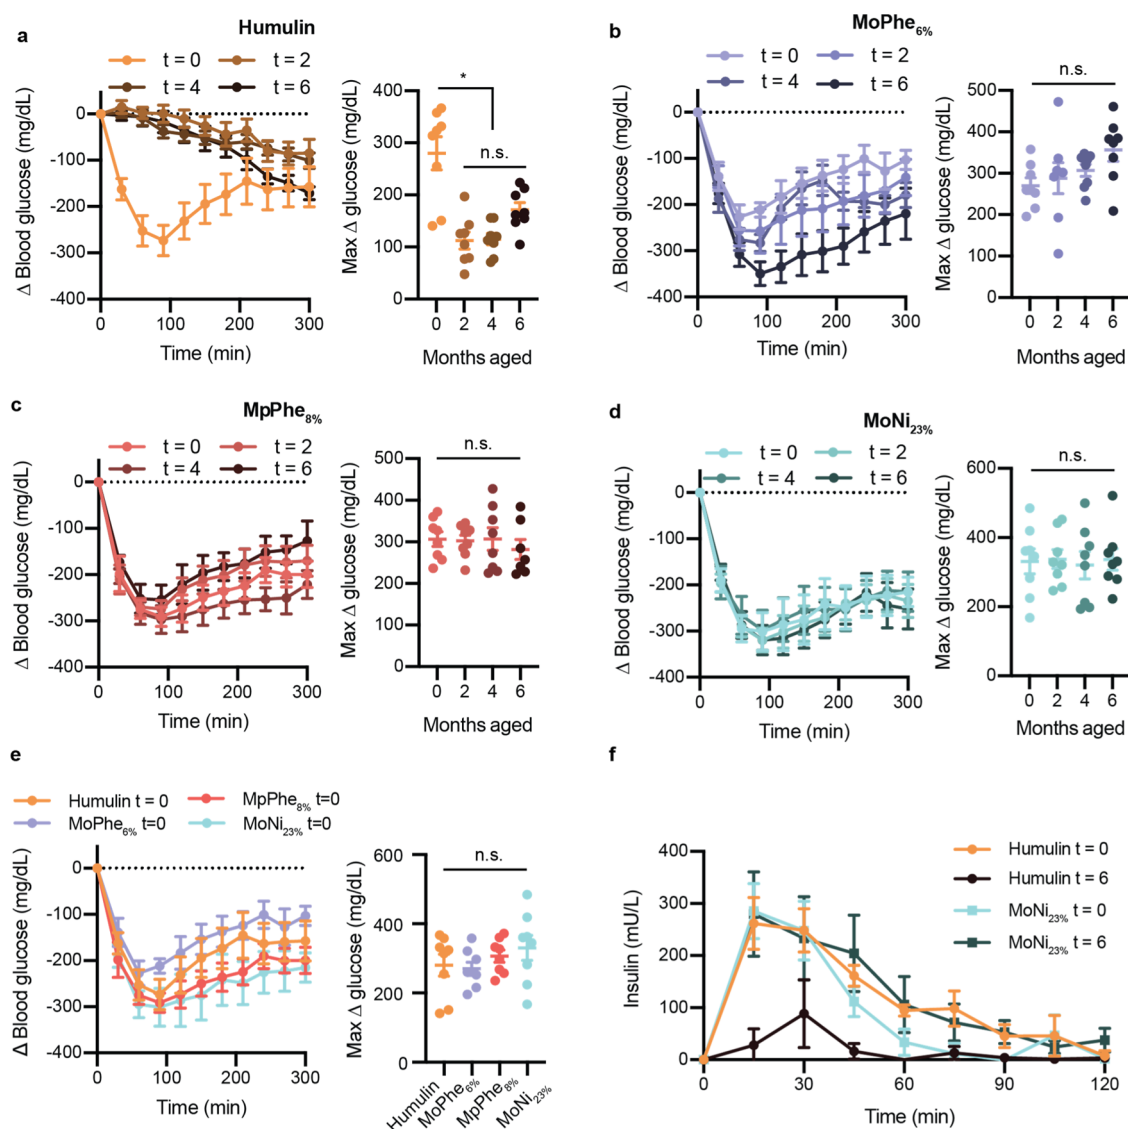 a
Humulin
t = 0 t = 2
t = 4 t = 6
Δ Blood glucose (mg/dL)
0
-100
-200
-300
-400
0 100 200 300
Time (min)
Max Δ glucose (mg/dL)
400
300
200
100
0
*
n.s.
0 2 4 6
Months aged
b
MoPhe6%
t = 0 t = 2
t = 4 t = 6
Δ Blood glucose (mg/dL)
0
-100
-200
-300
-400
0 100 200 300
Time (min)
Max Δ glucose (mg/dL)
500
400
300
200
100
0
n.s.
0 2 4 6
Months aged
c
MpPhe8%
t = 0 t = 2
t = 4 t = 6
Δ Blood glucose (mg/dL)
0
-100
-200
-300
-400
0 100 200 300
Time (min)
Max Δ glucose (mg/dL)
500
400
300
200
100
0
n.s.
0 2 4 6
Months aged
d
MoNi23%
t = 0 t = 2
t = 4 t = 6
Δ Blood glucose (mg/dL)
0
-100
-200
-300
-400
0 100 200 300
Time (min)
Max Δ glucose (mg/dL)
600
400
200
0
n.s.
0 2 4 6
Months aged
e
Humulin t = 0 MpPhe8% t=0
MoPhe6% t=0 MoNi23% t=0
Δ Blood glucose (mg/dL)
0
-100
-200
-300
-400
0 100 200 300
Time (min)
Max Δ glucose (mg/dL)
600
400
200
0
n.s.
Humulin
MoPhe6%
MpPhe8%
MoNi23%
f
Humulin t = 0
Humulin t = 6
MoNi23% t = 0
MoNi23% t = 6
Insulin (mU/L)
400
300
200
100
0
0 30 60 90 120
Time (min)